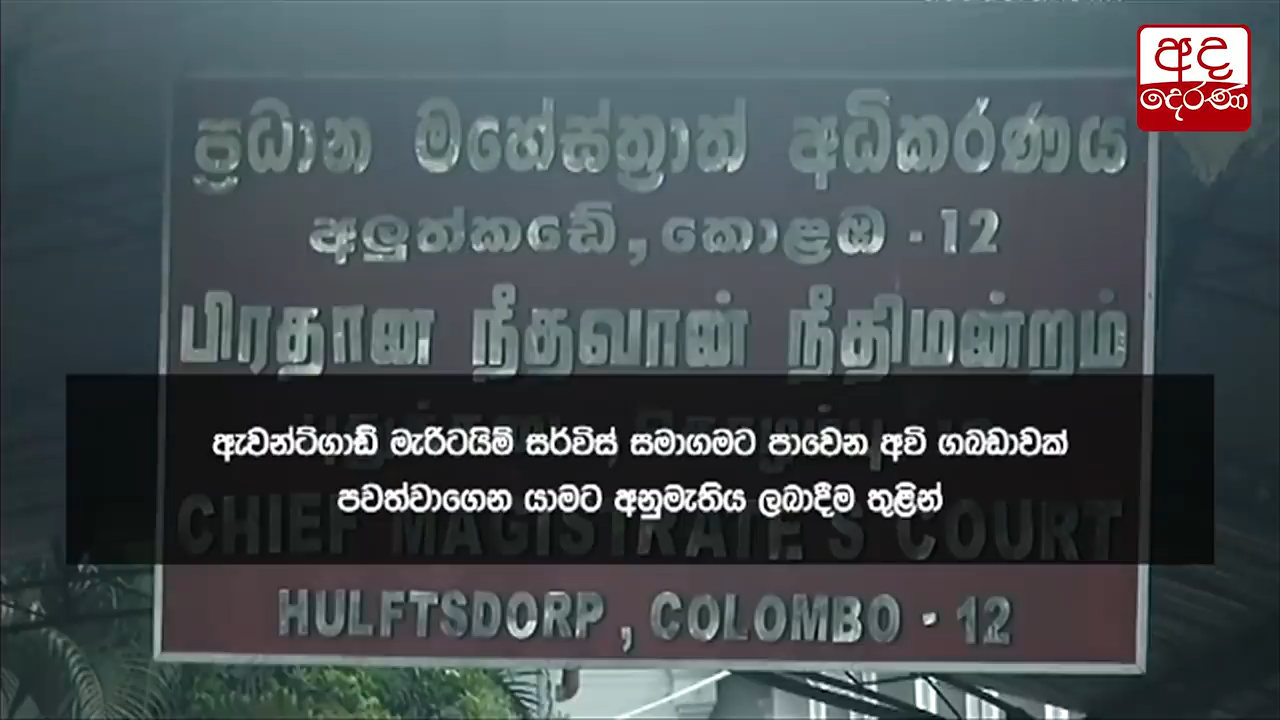 අද
දෙරණ
ප්‍රධාන මහේස්ත්‍රාත් අධිකරණය
අලුත්කඩේ, කොළඹ - 12
பிரதான நீதவான் நீதிமன்றம்
ඇවන්ට්ගාඩ් මැරිටයිම් සර්විස් සමාගමට පාවෙන අවි ගබඩාවක්
පවත්වාගෙන යාමට අනුමැතිය ලබාදීම තුළින්
CHIEF MAGISTRATE'S COURT
HULFTSDORP, COLOMBO - 12